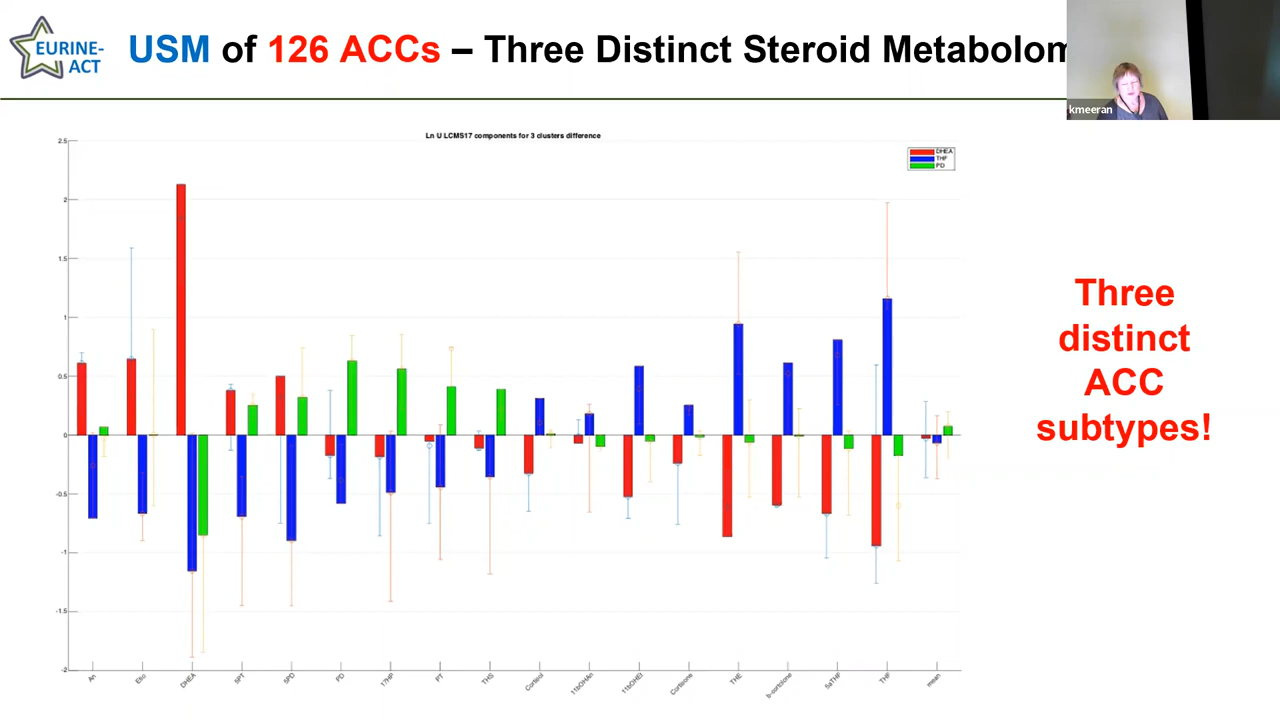 EURINE-
ACT
USM of 126 ACCs – Three Distinct Steroid Metabolom
kmeeran
Ln U LCMS17 components for 3 clusters difference
DHEA
THF
PD
2.5
2
1.5
1
0.5
0
-0.5
-1
-1.5
-2
An
Etio
DHEA
5PT
5PD
PD
17HP
PT
THS
Cortisol
11bOHAn
11bOHEt
Cortisone
THE
b-cortolone
5aTHF
THF
mean
Three
distinct
ACC
subtypes!